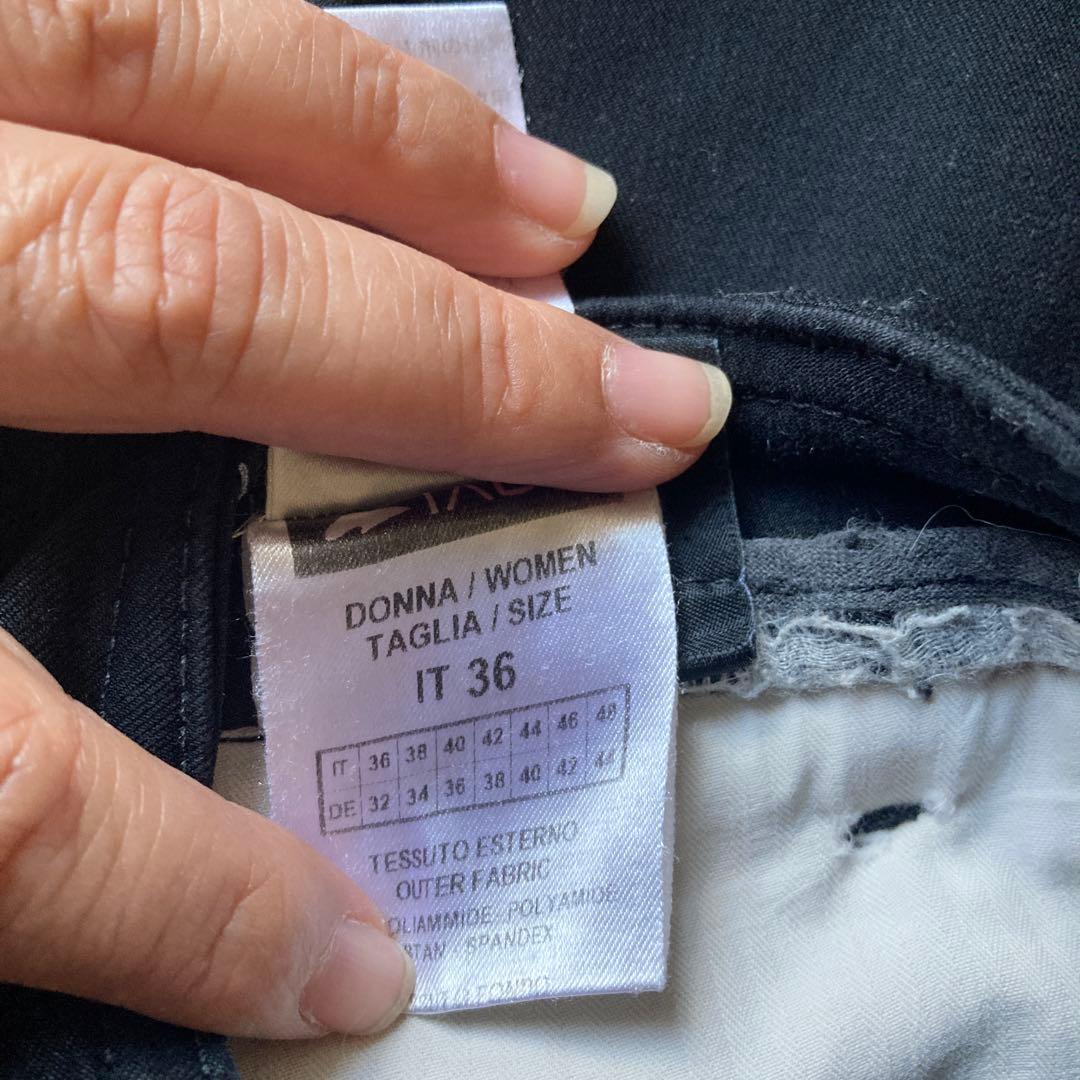 DONNA / WOMEN
TAGLIA / SIZE
IT 36
IT 36 38 40 42 44 46 48
DE 32 34 36 38 40 42 44
TESSUTO ESTERNO
OUTER FABRIC
OLIAMMIDE POLYAMIDE
SPANDEX